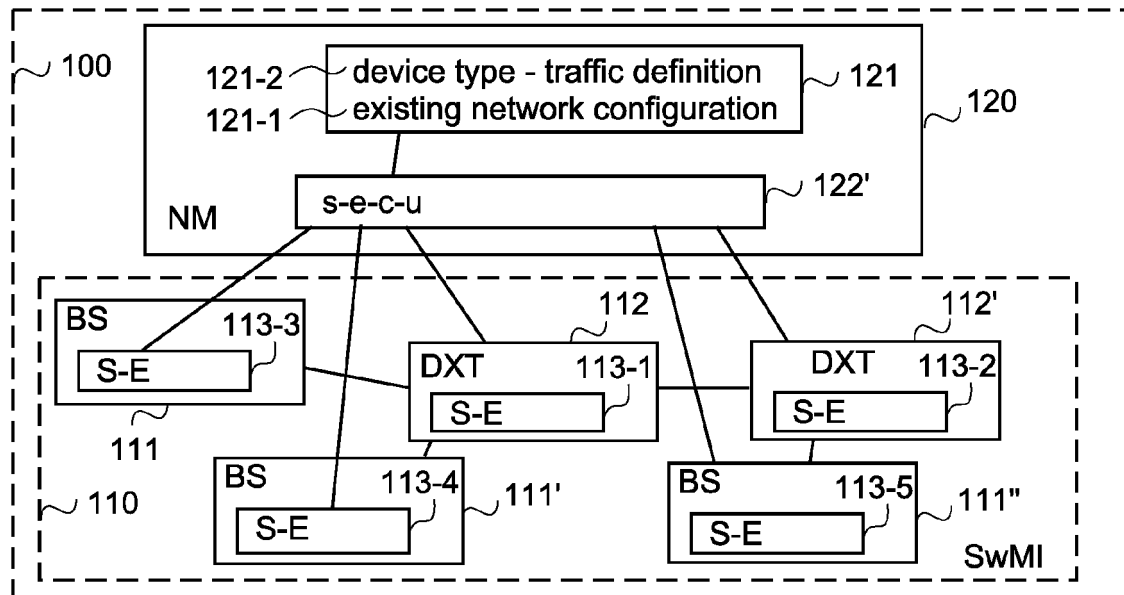 100
121-2 device type - traffic definition 121
121-1 existing network configuration
120
s-e-c-u 122'
NM
BS 113-3
S-E
111
112
DXT 113-1
S-E
112'
DXT 113-2
S-E
BS 113-4
S-E
111'
BS 113-5
S-E
111"
110
SwMI